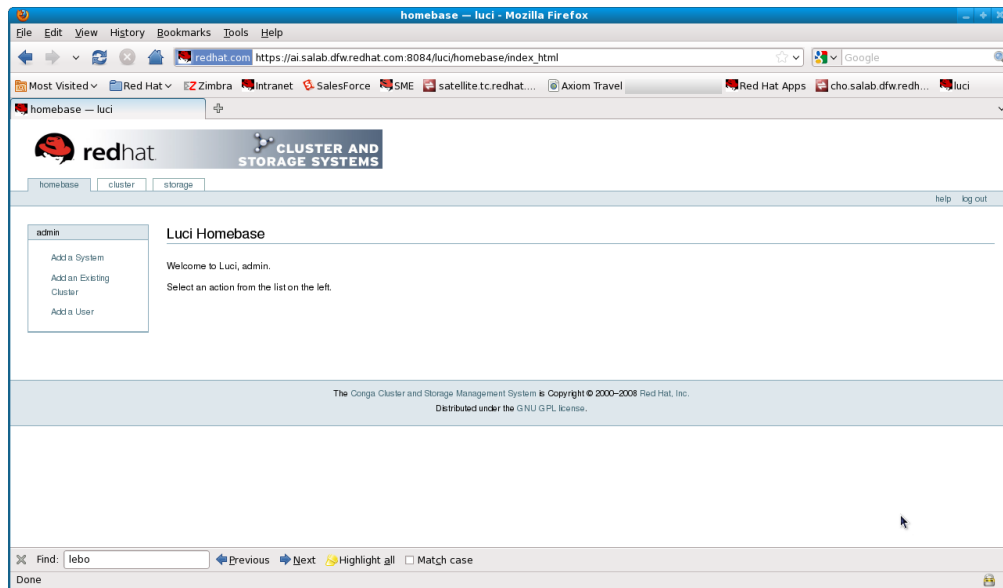 homebase — luci - Mozilla Firefox
File Edit View History Bookmarks Tools Help
redhat.com https://ai.salab.dfw.redhat.com:8084/luci/homebase/index_html Google
Most Visited Red Hat Zimbra Intranet SalesForce SME satellite.tc.redhat.... Axiom Travel Red Hat Apps cho.salab.dfw.redh... luci
homebase — luci
redhat. CLUSTER AND
STORAGE SYSTEMS
homebase cluster storage
help log out
admin
Add a System
Add an Existing
Cluster
Add a User
Luci Homebase
Welcome to Luci, admin.
Select an action from the list on the left.
The Conga Cluster and Storage Management System is Copyright © 2000–2008 Red Hat, Inc.
Distributed under the GNU GPL license.
Find: lebo Previous Next Highlight all Match case
Done